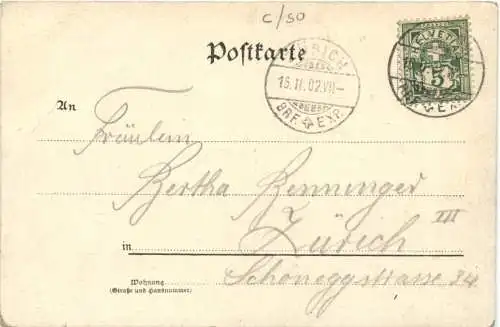 c/50
Postkarte
HELVETIA
5
ZÜRICH
15.II.02.VII-
BRF. EXP.
An
Fräulein
Bertha Benninger
Zürich III
in
Schöneggstrasse 34
Wohnung
(Straße und Hausnummer)